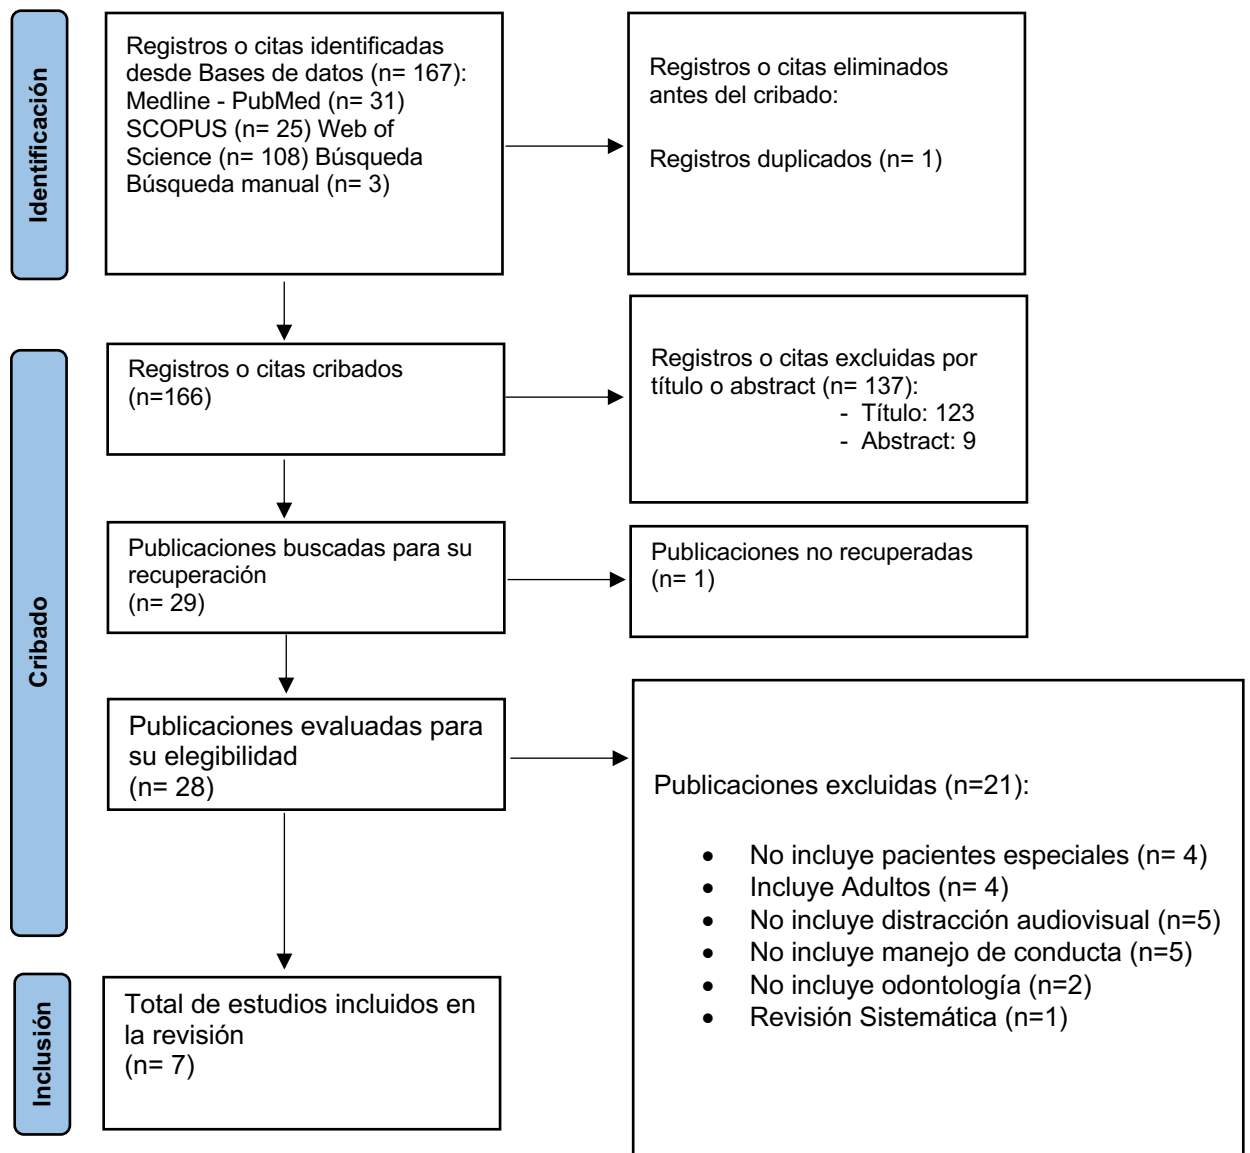 Identificación
Registros o citas identificadas
desde Bases de datos (n= 167):
Medline - PubMed (n= 31)
SCOPUS (n= 25) Web of
Science (n= 108) Búsqueda
Búsqueda manual (n= 3)
Registros o citas eliminados
antes del cribado:
Registros duplicados (n= 1)
Cribado
Registros o citas cribados
(n=166)
Registros o citas excluidas por
título o abstract (n= 137):
- Título: 123
- Abstract: 9
Publicaciones buscadas para su
recuperación
(n= 29)
Publicaciones no recuperadas
(n= 1)
Publicaciones evaluadas para
su elegibilidad
(n= 28)
Publicaciones excluidas (n=21):
• No incluye pacientes especiales (n= 4)
• Incluye Adultos (n= 4)
• No incluye distracción audiovisual (n=5)
• No incluye manejo de conducta (n=5)
• No incluye odontología (n=2)
• Revisión Sistemática (n=1)
Inclusión
Total de estudios incluidos en
la revisión
(n= 7)